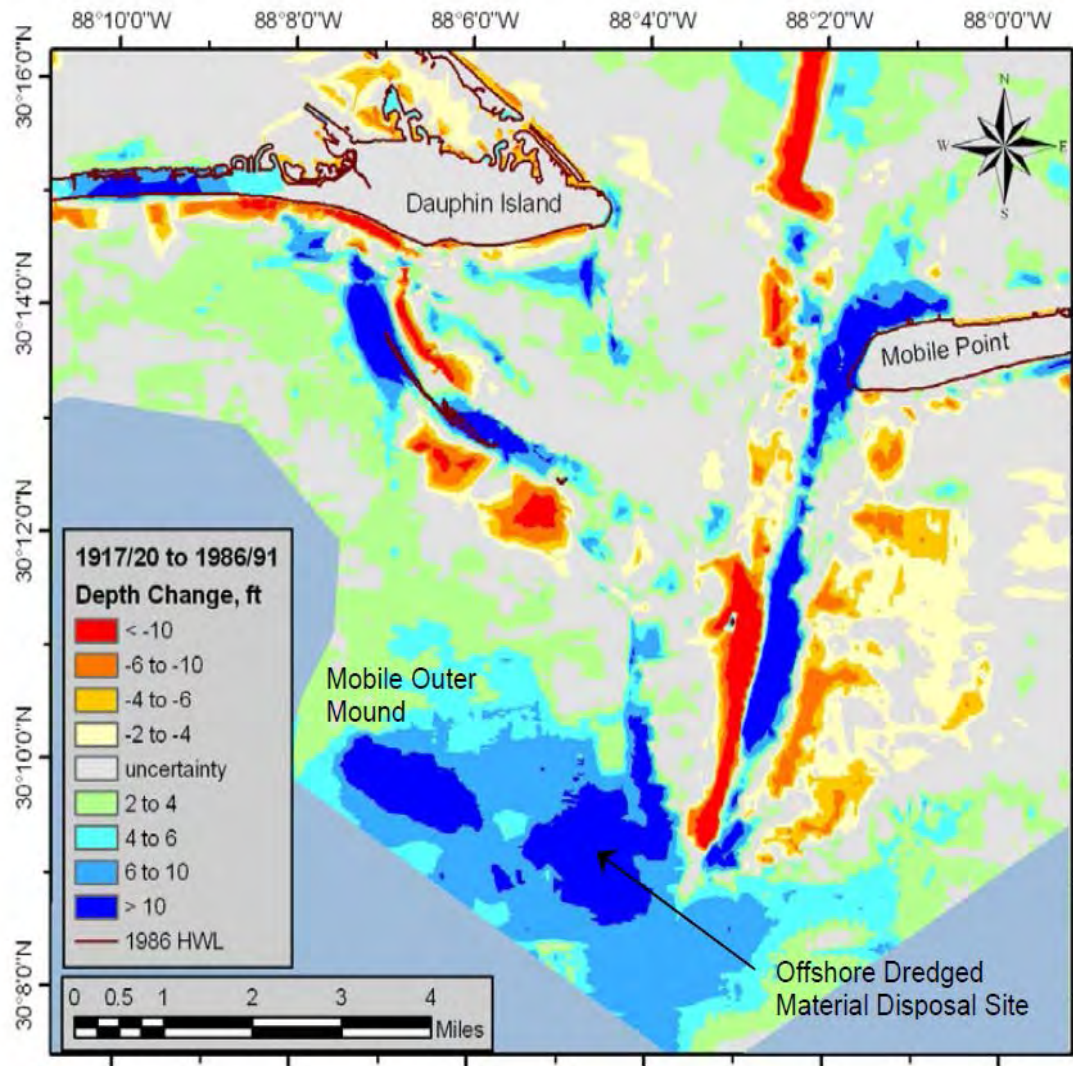 88°10'0"W 88°8'0"W 88°6'0"W 88°4'0"W 88°2'0"W 88°0'0"W
30°16'0"N
30°14'0"N
30°12'0"N
30°10'0"N
30°8'0"N
N
W E
S
Dauphin Island
Mobile Point
1917/20 to 1986/91
Depth Change, ft
< -10
-6 to -10
-4 to -6
-2 to -4
uncertainty
2 to 4
4 to 6
6 to 10
> 10
1986 HWL
Mobile Outer
Mound
Offshore Dredged
Material Disposal Site
0 0.5 1 2 3 4
Miles